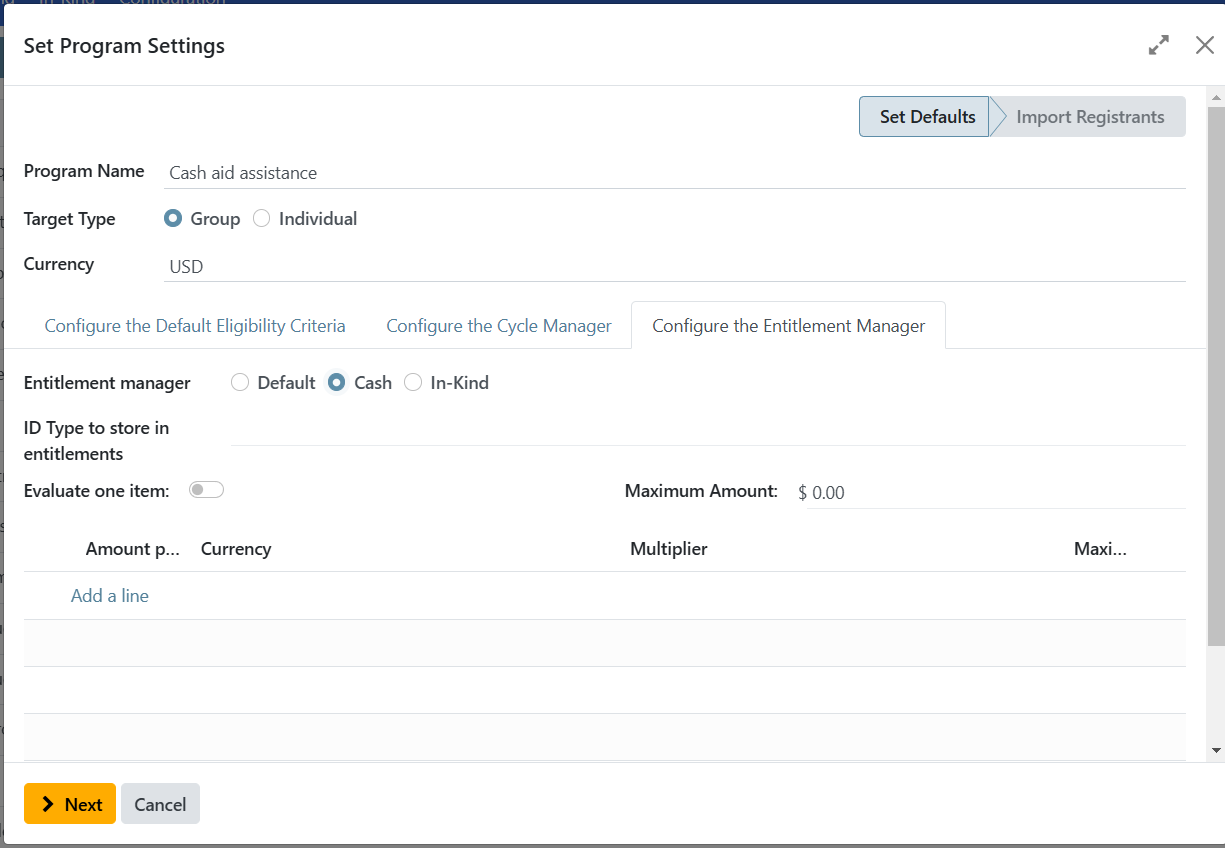 Set Program Settings
Set Defaults Import Registrants
Program Name Cash aid assistance
Target Type Group Individual
Currency USD
Configure the Default Eligibility Criteria Configure the Cycle Manager Configure the Entitlement Manager
Entitlement manager Default Cash In-Kind
ID Type to store in
entitlements
Evaluate one item: Maximum Amount: $ 0.00
Amount p... Currency Multiplier Maxi...
Add a line
Next Cancel